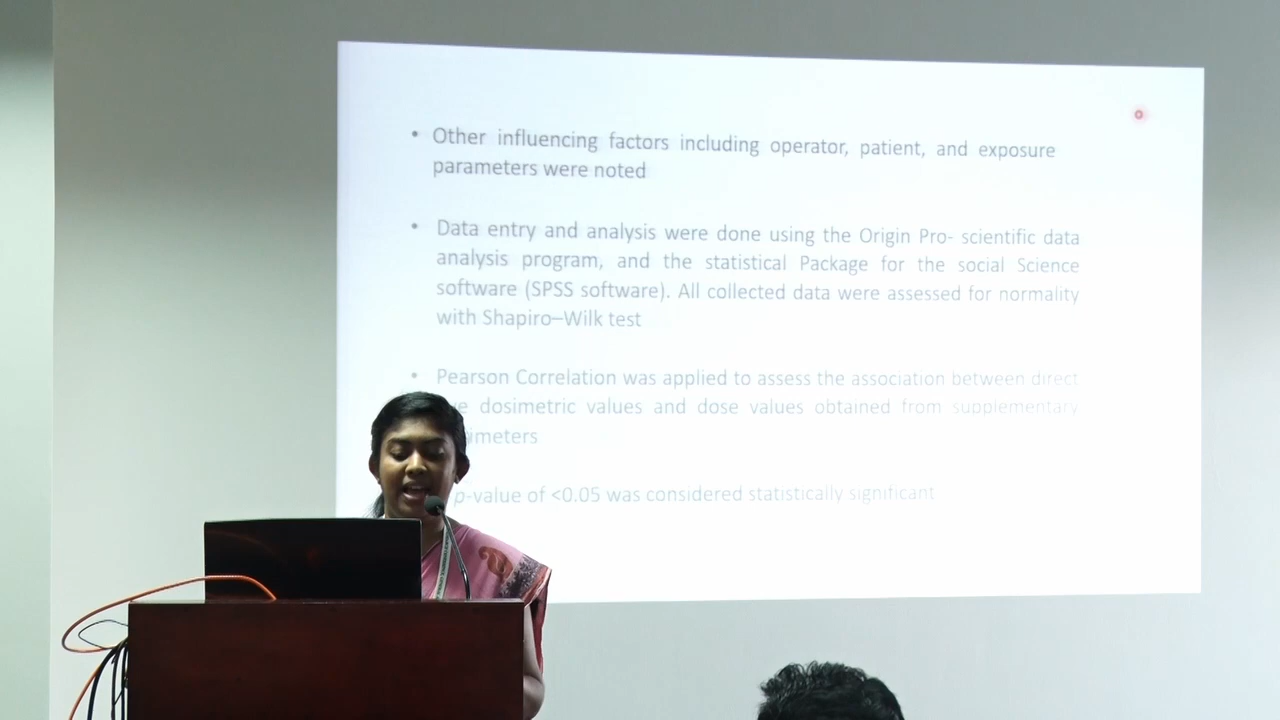 • Other influencing factors including operator, patient, and exposure
parameters were noted
• Data entry and analysis were done using the Origin Pro- scientific data
analysis program, and the statistical Package for the social Science
software (SPSS software). All collected data were assessed for normality
with Shapiro–Wilk test
• Pearson Correlation was applied to assess the association between direct
dosimetric values and dose values obtained from supplementary
p-value of <0.05 was considered statistically significant